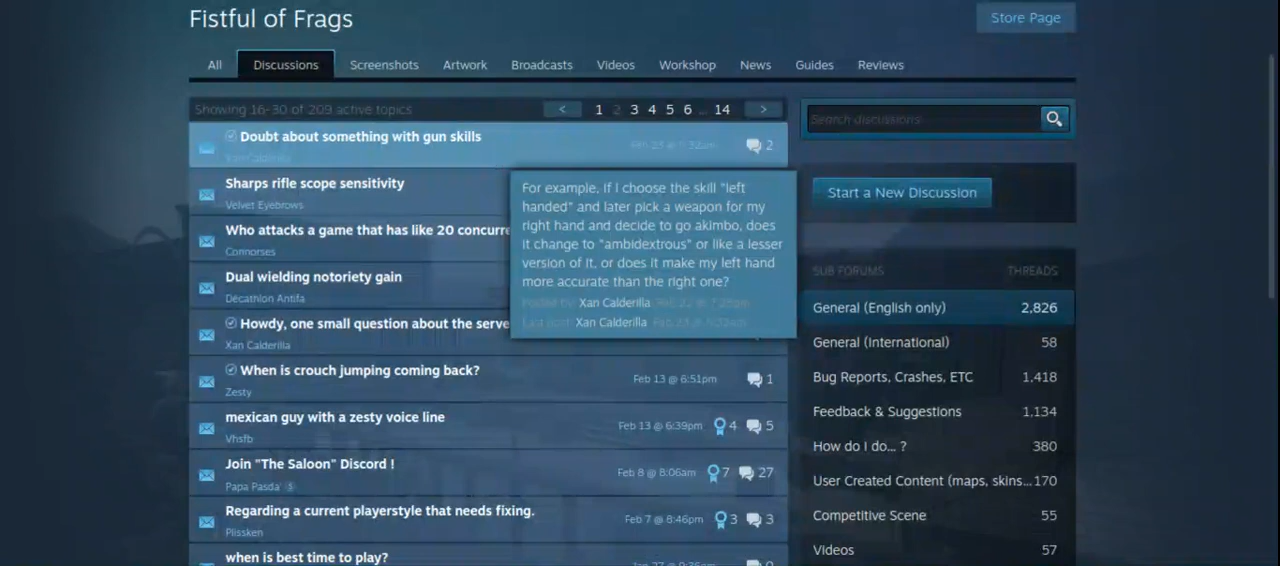 Fistful of Frags
Store Page
All Discussions Screenshots Artwork Broadcasts Videos Workshop News Guides Reviews
Showing 16-30 of 209 active topics
< 1 2 3 4 5 6 ... 14 >
Search discussions
Doubt about something with gun skills
Xan Calderilla
2
Sharps rifle scope sensitivity
Velvet Eyebrows
Who attacks a game that has like 20 concurre
Connorses
Dual wielding notoriety gain
Decathlon Antifa
Howdy, one small question about the serve
Xan Calderilla
For example, if I choose the skill "left
handed" and later pick a weapon for my
right hand and decide to go akimbo, does
it change to "ambidextrous" or like a lesser
version of it, or does it make my left hand
more accurate than the right one?
Posted by: Xan Calderilla
Last post: Xan Calderilla
When is crouch jumping coming back?
Zesty
Feb 13 @ 6:51pm 1
mexican guy with a zesty voice line
Vhsfb
Feb 13 @ 6:39pm 4 5
Join "The Saloon" Discord !
Papa Pasda
Feb 8 @ 8:06am 7 27
Regarding a current playerstyle that needs fixing.
Plissken
Feb 7 @ 8:46pm 3 3
when is best time to play?
Start a New Discussion
SUB FORUMS THREADS
General (English only) 2,826
General (International) 58
Bug Reports, Crashes, ETC 1,418
Feedback & Suggestions 1,134
How do I do... ? 380
User Created Content (maps, skins... 170
Competitive Scene 55
Videos 57